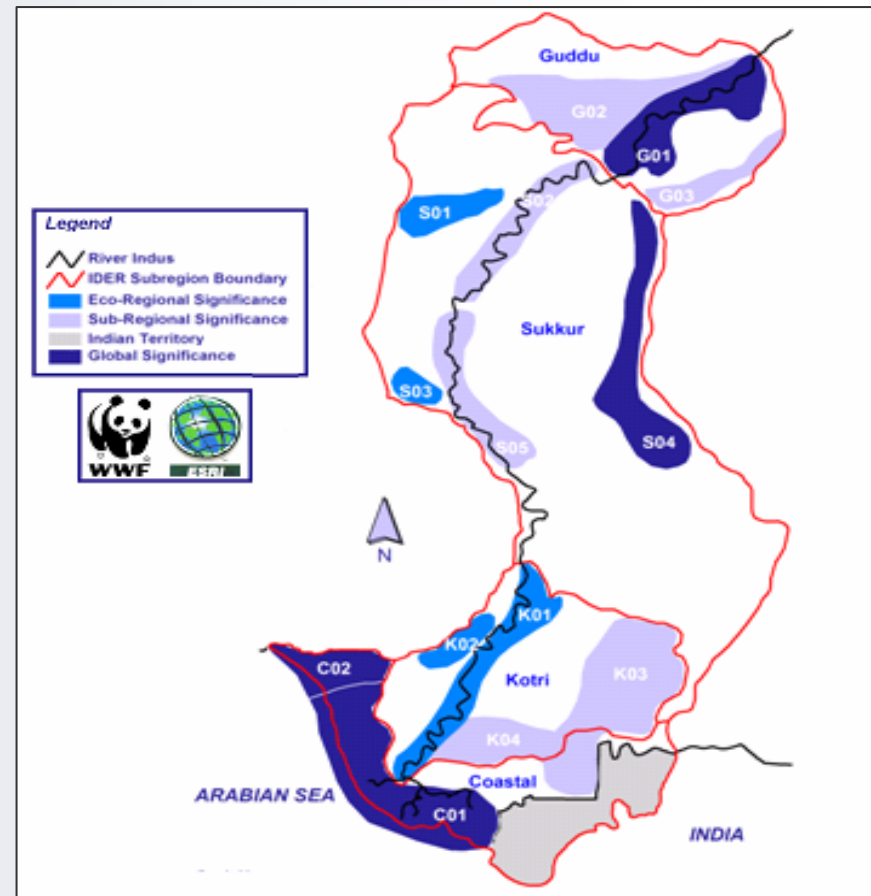 Guddu
G02
G01
G03
S02
S01
Legend
River Indus
IDER Subregion Boundary
Eco-Regional Significance
Sub-Regional Significance
Indian Territory
Global Significance
Sukkur
S03
WWF
ESRI
S04
S05
N
K01
K02
C02
Kotri
K03
K04
Coastal
ARABIAN SEA
C01
INDIA